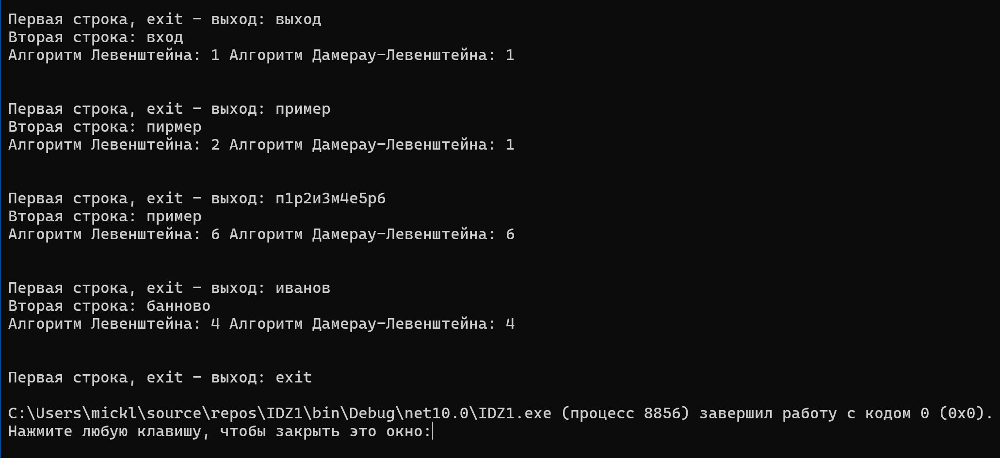 Первая строка, exit - выход: выход
Вторая строка: вход
Алгоритм Левенштейна: 1 Алгоритм Дамерау-Левенштейна: 1
Первая строка, exit - выход: пример
Вторая строка: пирмер
Алгоритм Левенштейна: 2 Алгоритм Дамерау-Левенштейна: 1
Первая строка, exit - выход: п1р2и3м4е5р6
Вторая строка: пример
Алгоритм Левенштейна: 6 Алгоритм Дамерау-Левенштейна: 6
Первая строка, exit - выход: иванов
Вторая строка: банново
Алгоритм Левенштейна: 4 Алгоритм Дамерау-Левенштейна: 4
Первая строка, exit - выход: exit
C:\Users\mickl\source\repos\IDZ1\bin\Debug\net10.0\IDZ1.exe (процесс 8856) завершил работу с кодом 0 (0x0).
Нажмите любую клавишу, чтобы закрыть это окно: